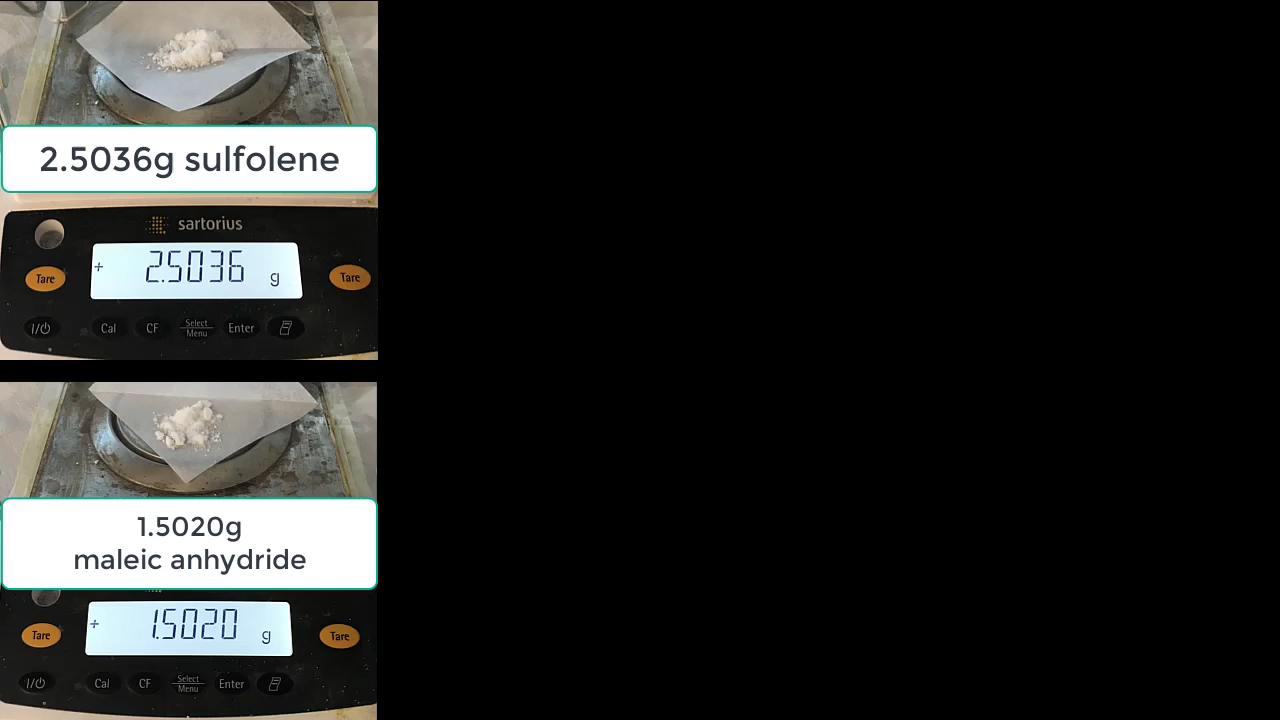 2.5036g sulfolene
sartorius
+ 2.5036 g
Tare
Tare
I/⏻ Cal CF Select Menu Enter
1.5020g
maleic anhydride
+ 1.5020 g
Tare
Tare
I/⏻ Cal CF Select Menu Enter